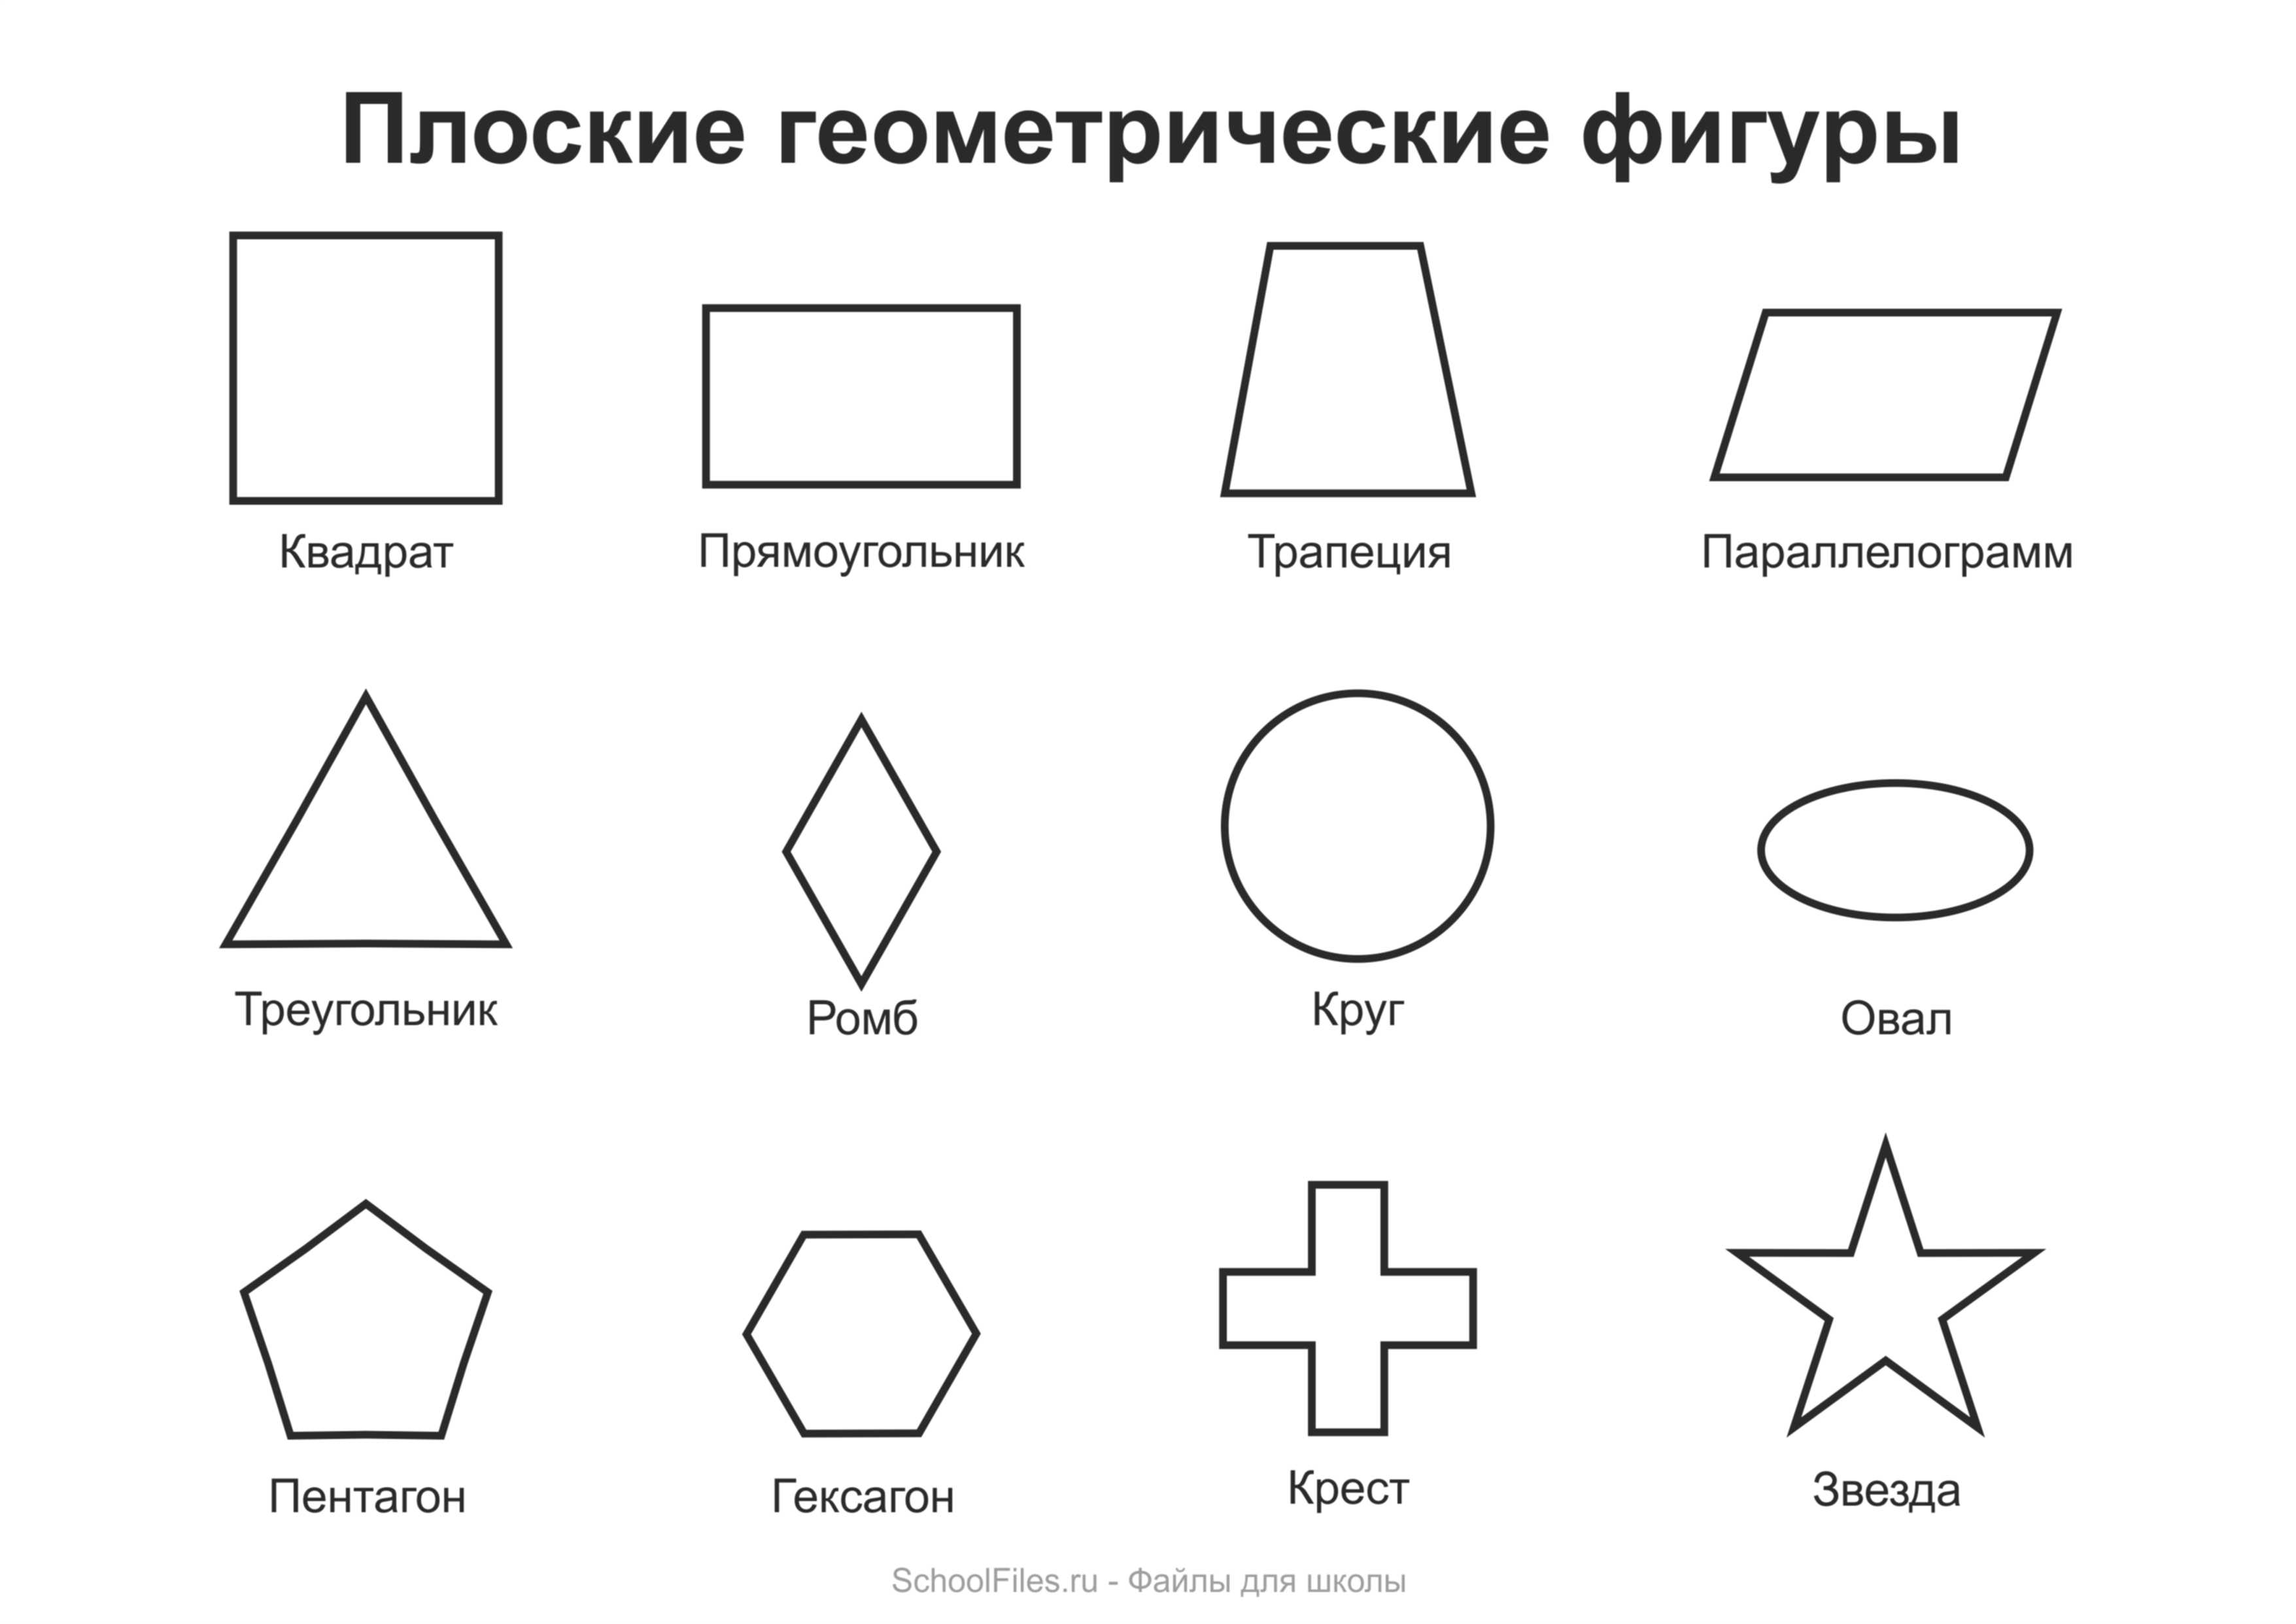 Плоские геометрические фигуры
Квадрат
Прямоугольник
Трапеция
Параллелограмм
Треугольник
Ромб
Круг
Овал
Пентагон
Гексагон
Крест
Звезда
SchoolFiles.ru - Файлы для школы